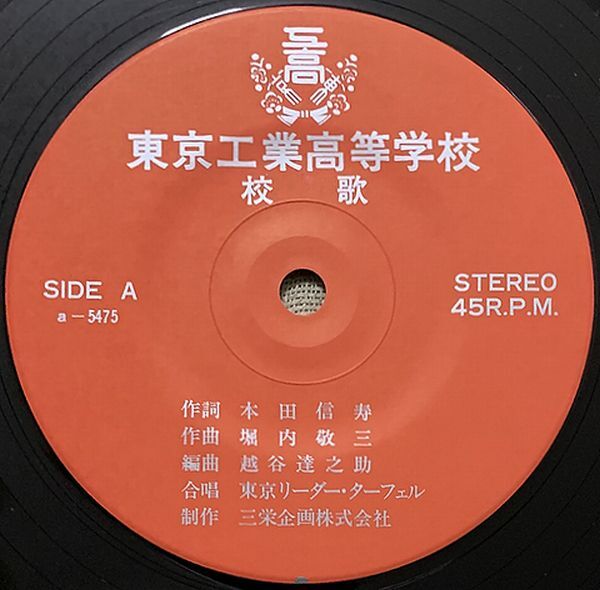 工高
東京工業高等学校
校歌
SIDE A
a-5475
STEREO
45R.P.M.
作詞 本田信寿
作曲 堀内敬三
編曲 越谷達之助
合唱 東京リーダー・ターフェル
制作 三栄企画株式会社